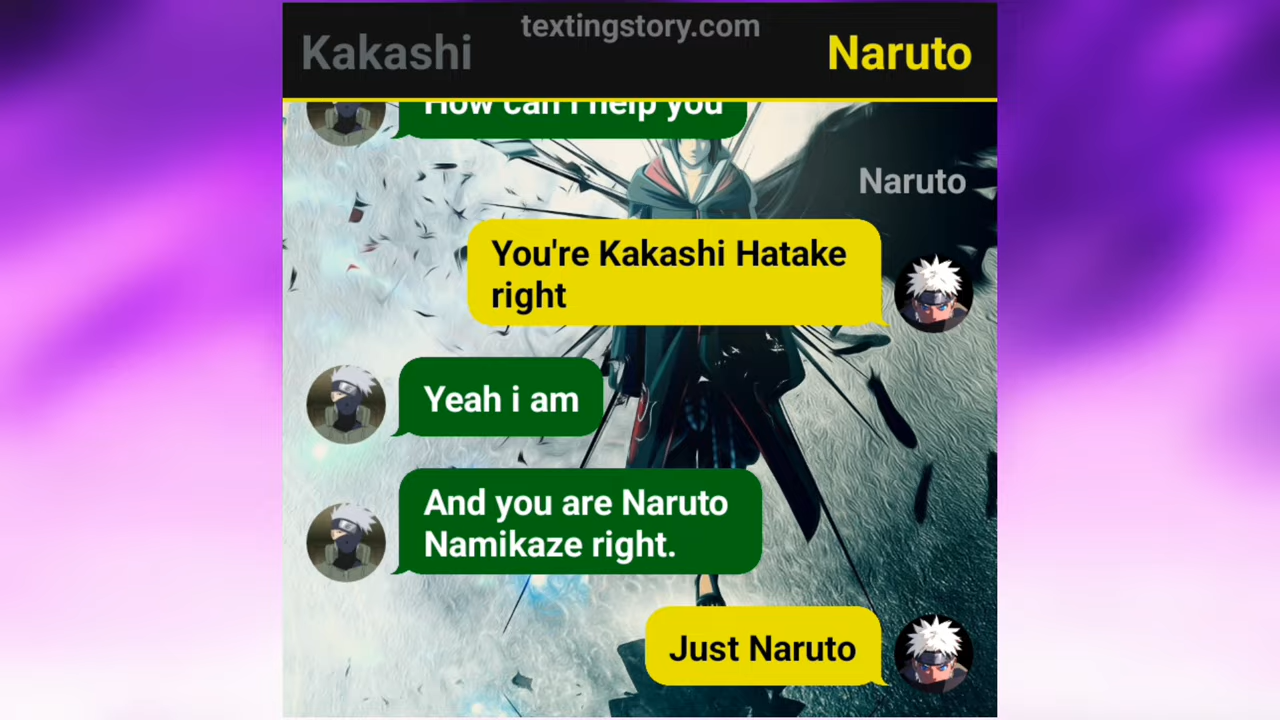 textingstory.com
Kakashi
Naruto
How can i help you
Naruto
You're Kakashi Hatake
right
Yeah i am
And you are Naruto
Namikaze right.
Just Naruto